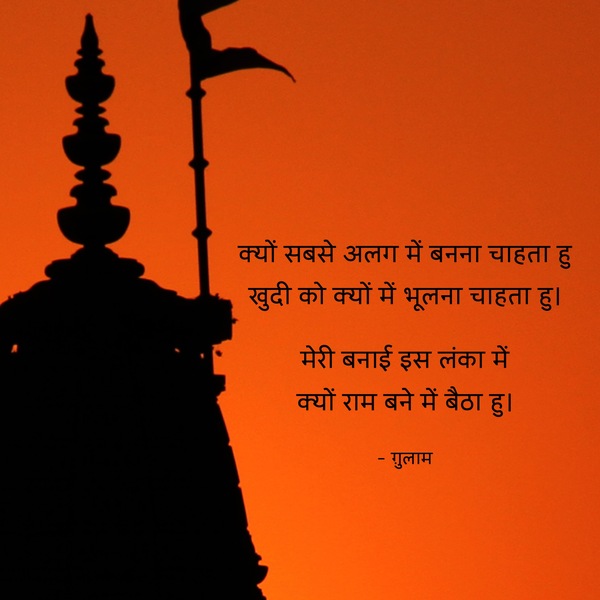 क्यों सबसे अलग में बनना चाहता हु
खुदी को क्यों में भूलना चाहता हु।
मेरी बनाई इस लंका में
क्यों राम बने में बैठा हु।
- ग़ुलाम